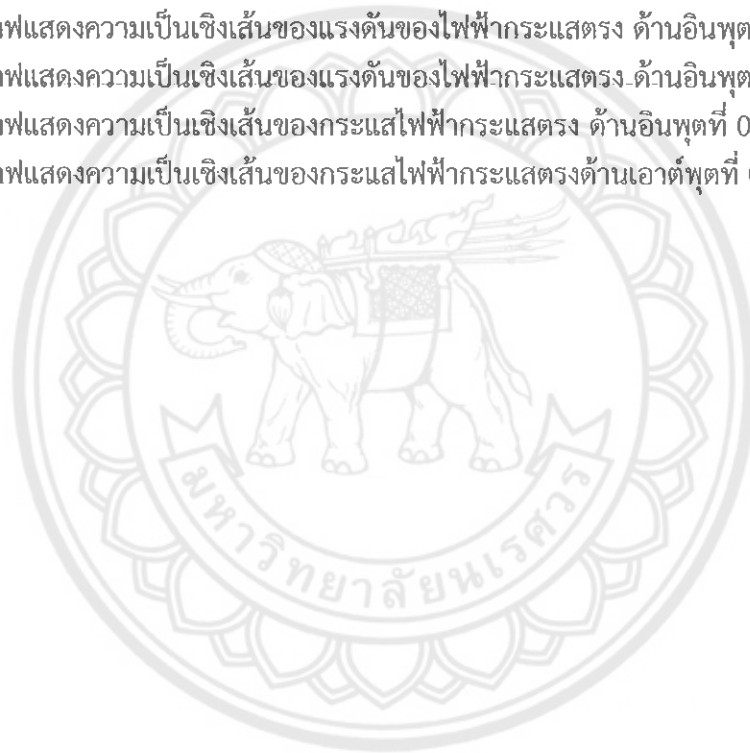 ฟแสดงความเป็นเชิงเส้นของแรงดันของไฟฟ้ากระแสตรง ด้านอินพุต
ฟแสดงความเป็นเชิงเส้นของแรงดันของไฟฟ้ากระแสตรง ด้านอินพุต
ฟแสดงความเป็นเชิงเส้นของกระแสไฟฟ้ากระแสตรง ด้านอินพุตที่ 0
ฟแสดงความเป็นเชิงเส้นของกระแสไฟฟ้ากระแสตรงด้านเอาต์พุตที่
มหาวิทยาลัยนเรศวร